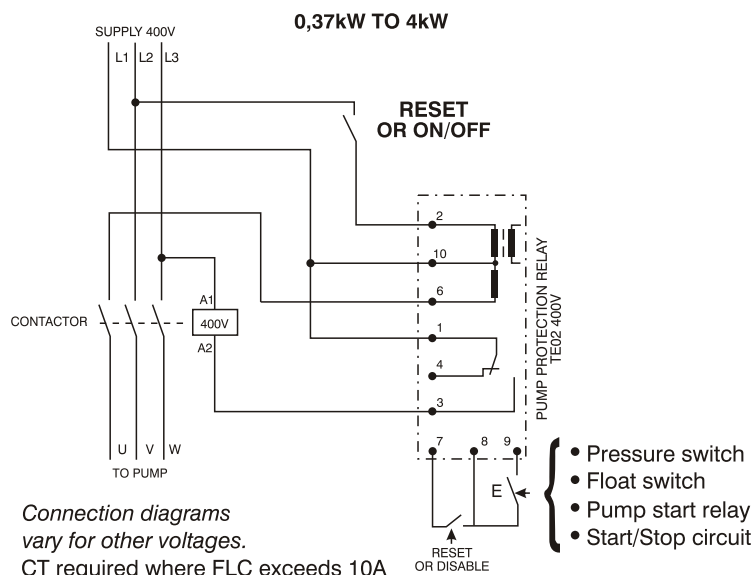 0,37kW TO 4kW
SUPPLY 400V
L1 L2 L3
RESET
OR ON/OFF
2
10
6
1
4
3
7 8 9
PUMP PROTECTION RELAY
TE02 400V
CONTACTOR
A1
400V
A2
U V W
TO PUMP
E
RESET
OR DISABLE
• Pressure switch
• Float switch
• Pump start relay
• Start/Stop circuit
Connection diagrams
vary for other voltages.
CT required where FLC exceeds 10A